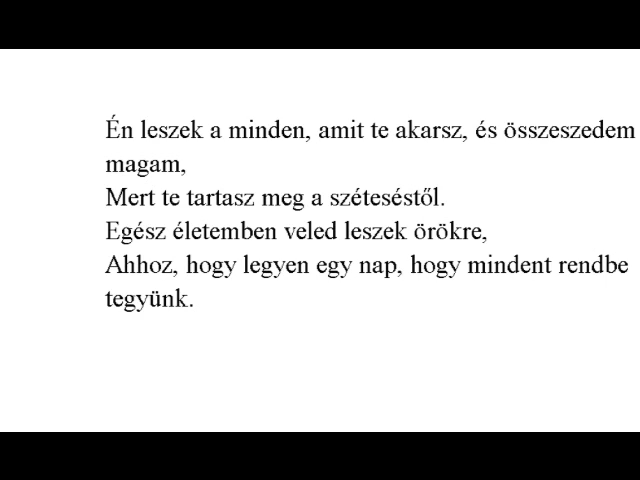 Én leszek a minden, amit te akarsz, és összeszedem
magam,
Mert te tartasz meg a széteséstől.
Egész életemben veled leszek örökre,
Ahhoz, hogy legyen egy nap, hogy mindent rendbe
tegyünk.